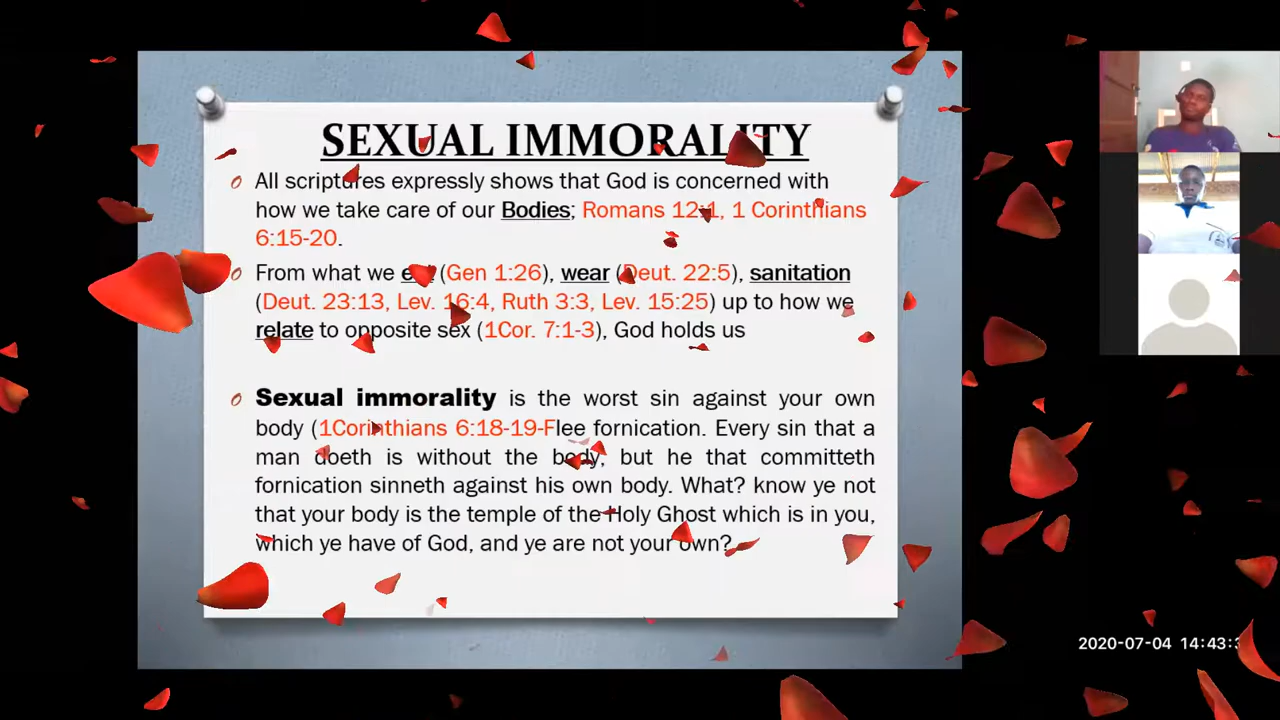 SEXUAL IMMORALITY
All scriptures expressly shows that God is concerned with
how we take care of our Bodies; Romans 12:1, 1 Corinthians
6:15-20.
From what we (Gen 1:26), wear (Deut. 22:5), sanitation
(Deut. 23:13, Lev. 16:4, Ruth 3:3, Lev. 15:25) up to how we
relate to opposite sex (1Cor. 7:1-3), God holds us
Sexual immorality is the worst sin against your own
body (1Corinthians 6:18-19-Flee fornication. Every sin that a
man doeth is without the body, but he that committeth
fornication sinneth against his own body. What? know ye not
that your body is the temple of the Holy Ghost which is in you,
which ye have of God, and ye are not your own?
2020-07-04 14:43: